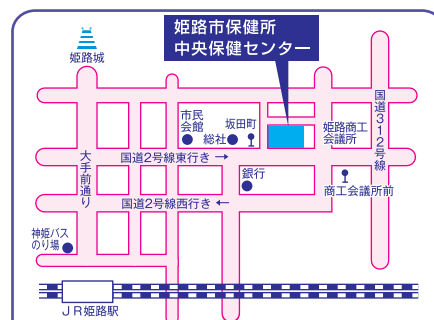 姫路市保健所
中央保健センター
姫路城
市民
会館
総社
坂田町
姫路商工
会議所
国道312号線
大手前通り
国道2号線東行き→
銀行
商工会議所前
国道2号線西行き←
神姫バス
のり場
JR姫路駅